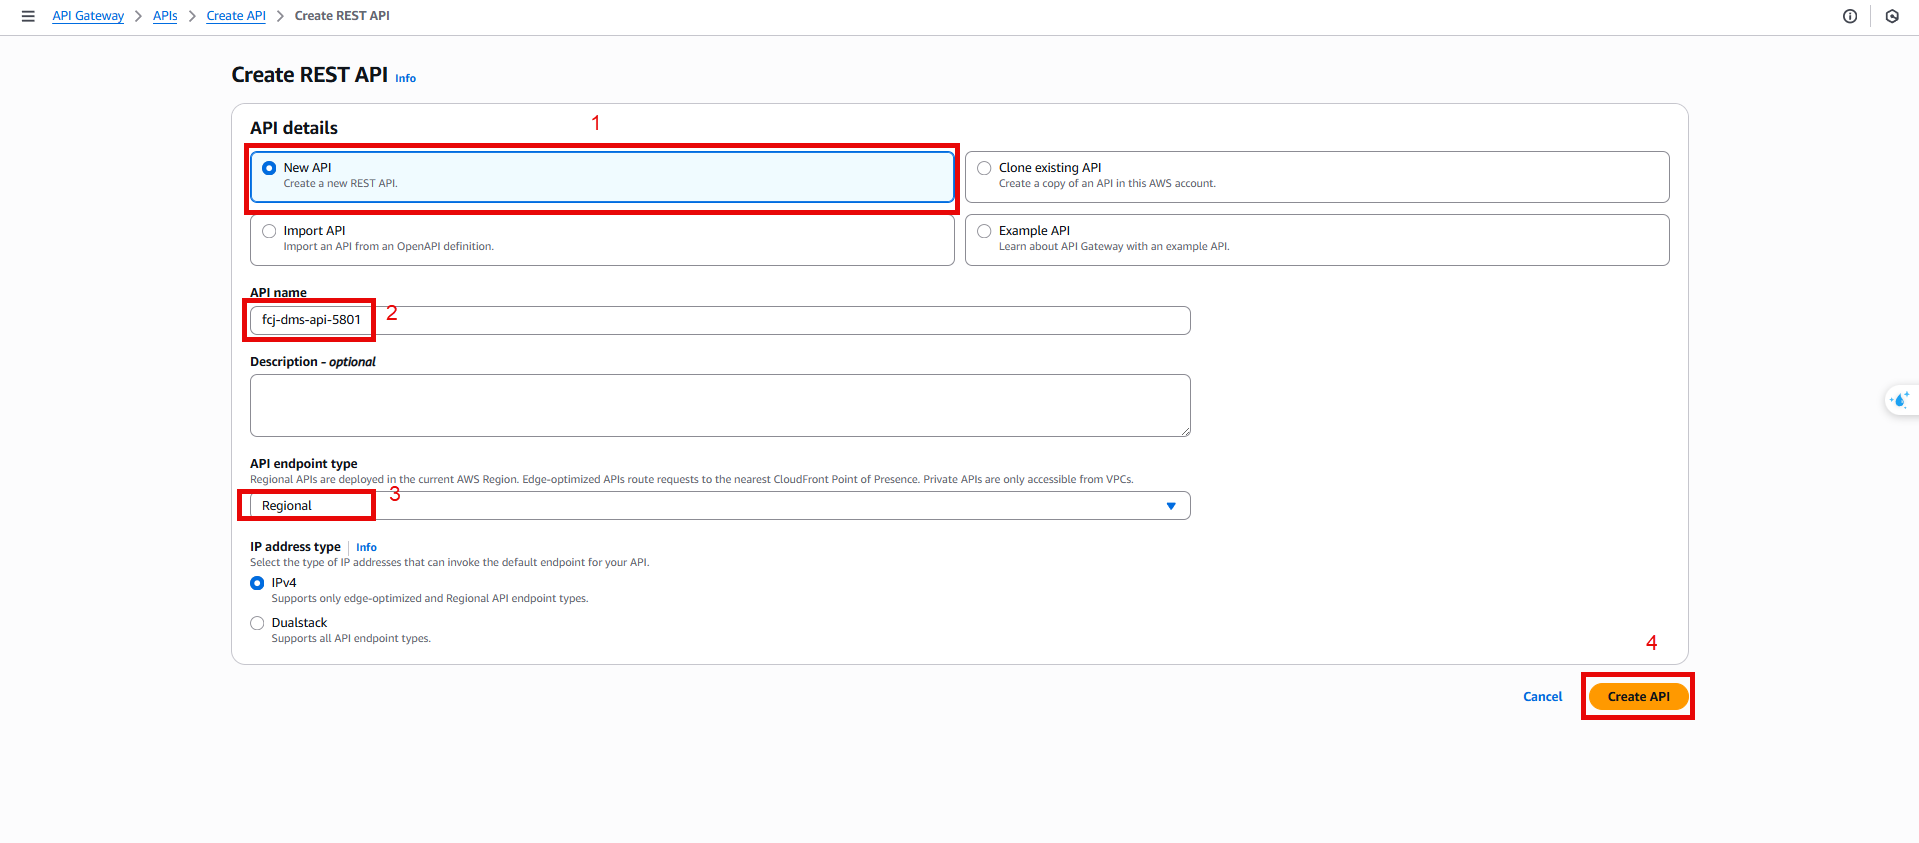 API Gateway > APIs > Create API > Create REST API
Create REST API Info
API details
1
New API
Create a new REST API.
Clone existing API
Create a copy of an API in this AWS account.
Import API
Import an API from an OpenAPI definition.
Example API
Learn about API Gateway with an example API.
API name
fcj-dms-api-5801
2
Description - optional
API endpoint type
Regional APIs are deployed in the current AWS Region. Edge-optimized APIs route requests to the nearest CloudFront Point of Presence. Private APIs are only accessible from VPCs.
3
Regional
IP address type | Info
Select the type of IP addresses that can invoke the default endpoint for your API.
IPv4
Supports only edge-optimized and Regional API endpoint types.
Dualstack
Supports all API endpoint types.
4
Cancel
Create API